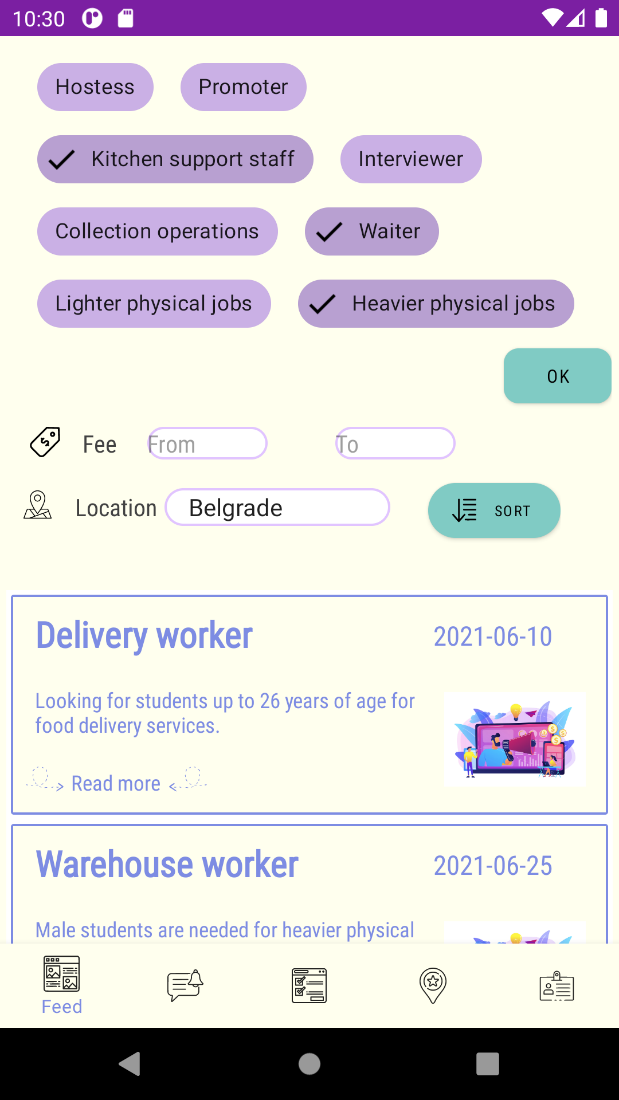 10:30
Hostess Promoter
Kitchen support staff Interviewer
Collection operations Waiter
Lighter physical jobs Heavier physical jobs
OK
Fee From To
Location Belgrade SORT
Delivery worker 2021-06-10
Looking for students up to 26 years of age for
food delivery services.
Read more
Warehouse worker 2021-06-25
Male students are needed for heavier physical
Feed